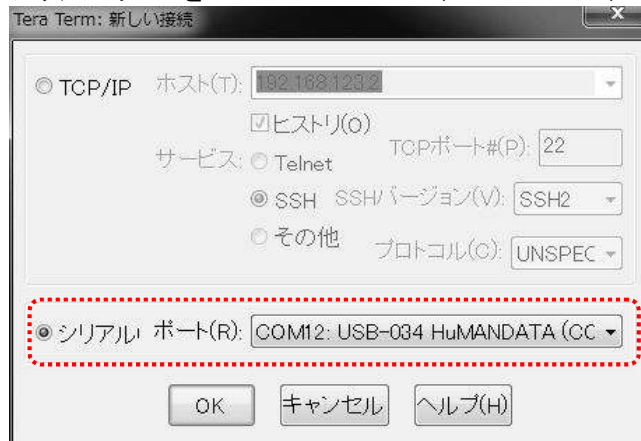 Tera Term: 新しい接続
TCP/IP ホスト(T): 192.168.123.2
ヒストリ(O)
サービス: Telnet TCPポート#(P): 22
SSH SSHバージョン(V): SSH2
その他 プロトコル(C): UNSPEC
シリアル ポート(R): COM12: USB-034 HuMANDATA (CC
OK キャンセル ヘルプ(H)